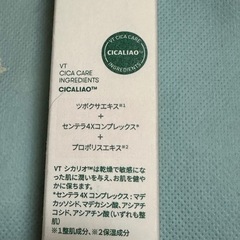 VT CICA CARE
CICALIAO
INGREDIENTS
VT
CICA CARE
INGREDIENTS
CICALIAO™
ツボクサエキス※1
+
センテラ4Xコンプレックス*
+
プロポリスエキス※2
VT シカリオ™は乾燥で敏感になった肌に潤いを与え、お肌を健やかに保ちます。
*センテラ4X コンプレックス:マデカッソシド、マデカシン酸、アシアチコシド、アシアチン酸(いずれも整肌)
※1整肌成分、※2保湿成分